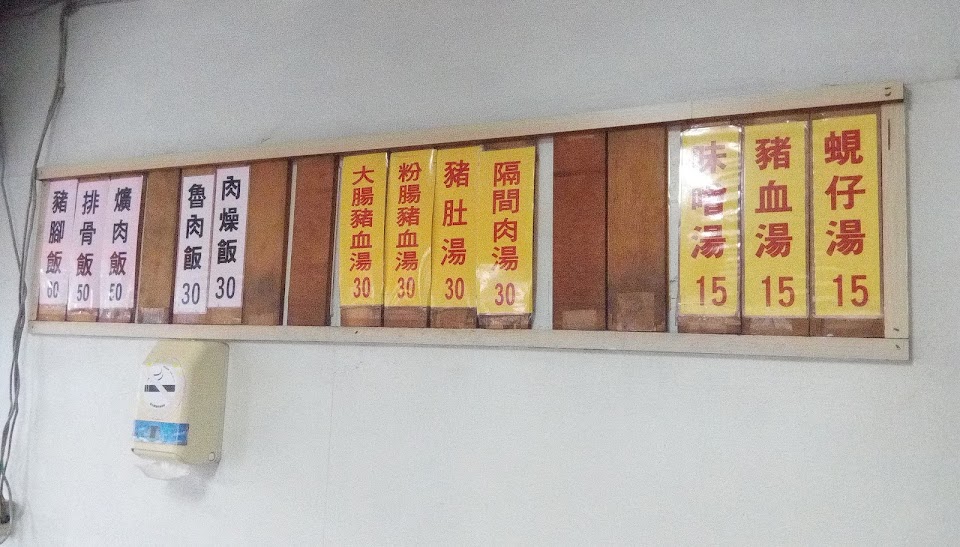 豬腳飯 60
排骨飯 50
爌肉飯 50
魯肉飯 30
肉燥飯 30
大腸豬血湯 30
粉腸豬血湯 30
豬肚湯 30
隔間肉湯 30
味噌湯 15
豬血湯 15
蜆仔湯 15